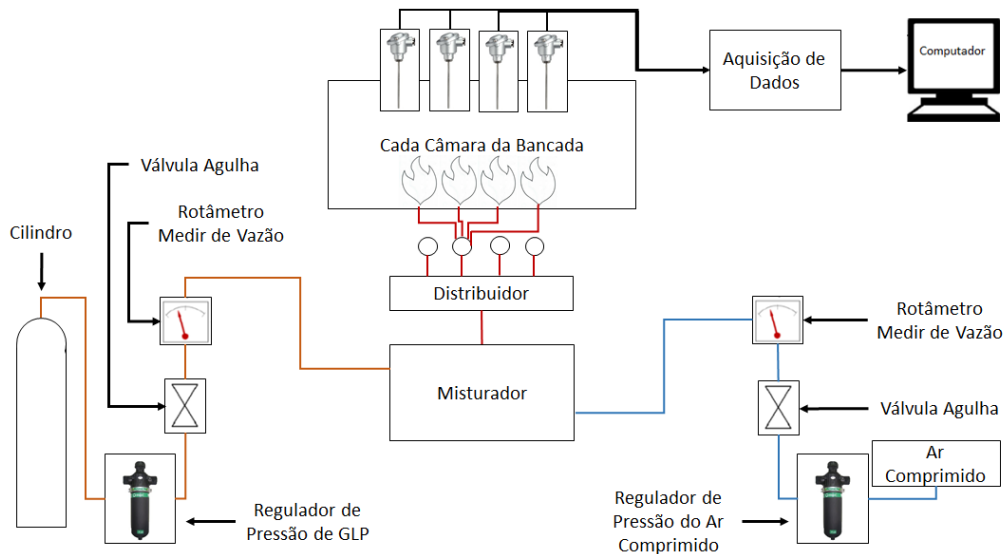 Aquisição de
Dados
Computador
Cada Câmara da Bancada
Válvula Agulha
Rotâmetro
Medir de Vazão
Cilindro
Distribuidor
Rotâmetro
Medir de Vazão
Misturador
Válvula Agulha
Ar
Comprimido
Regulador de
Pressão de GLP
Regulador de
Pressão do Ar
Comprimido